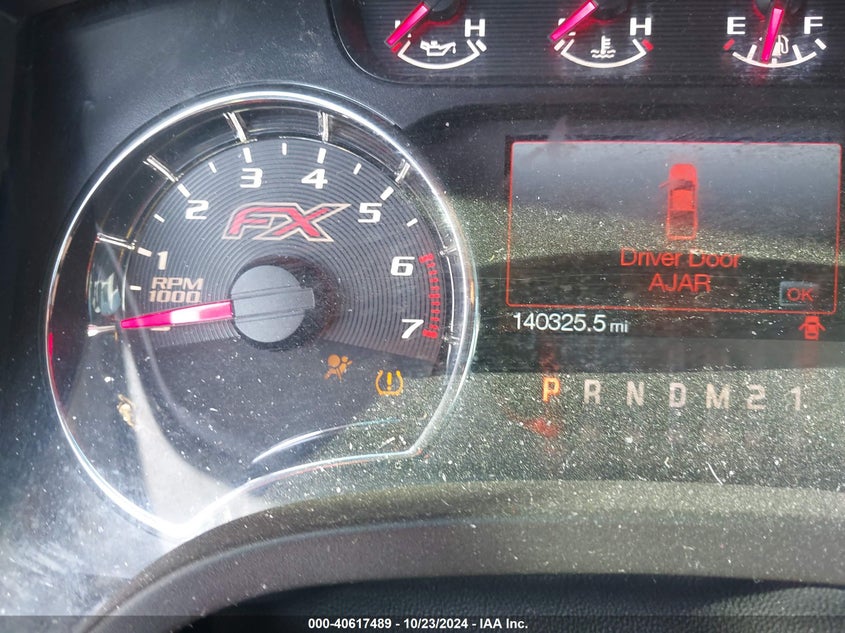 H
H
E F
1 2 3 4 5 6 7
FX
RPM
1000
Driver Door
AJAR
OK
140325.5 mi
P R N D M 2 1
000-40617489 - 10/23/2024 - IAA Inc.